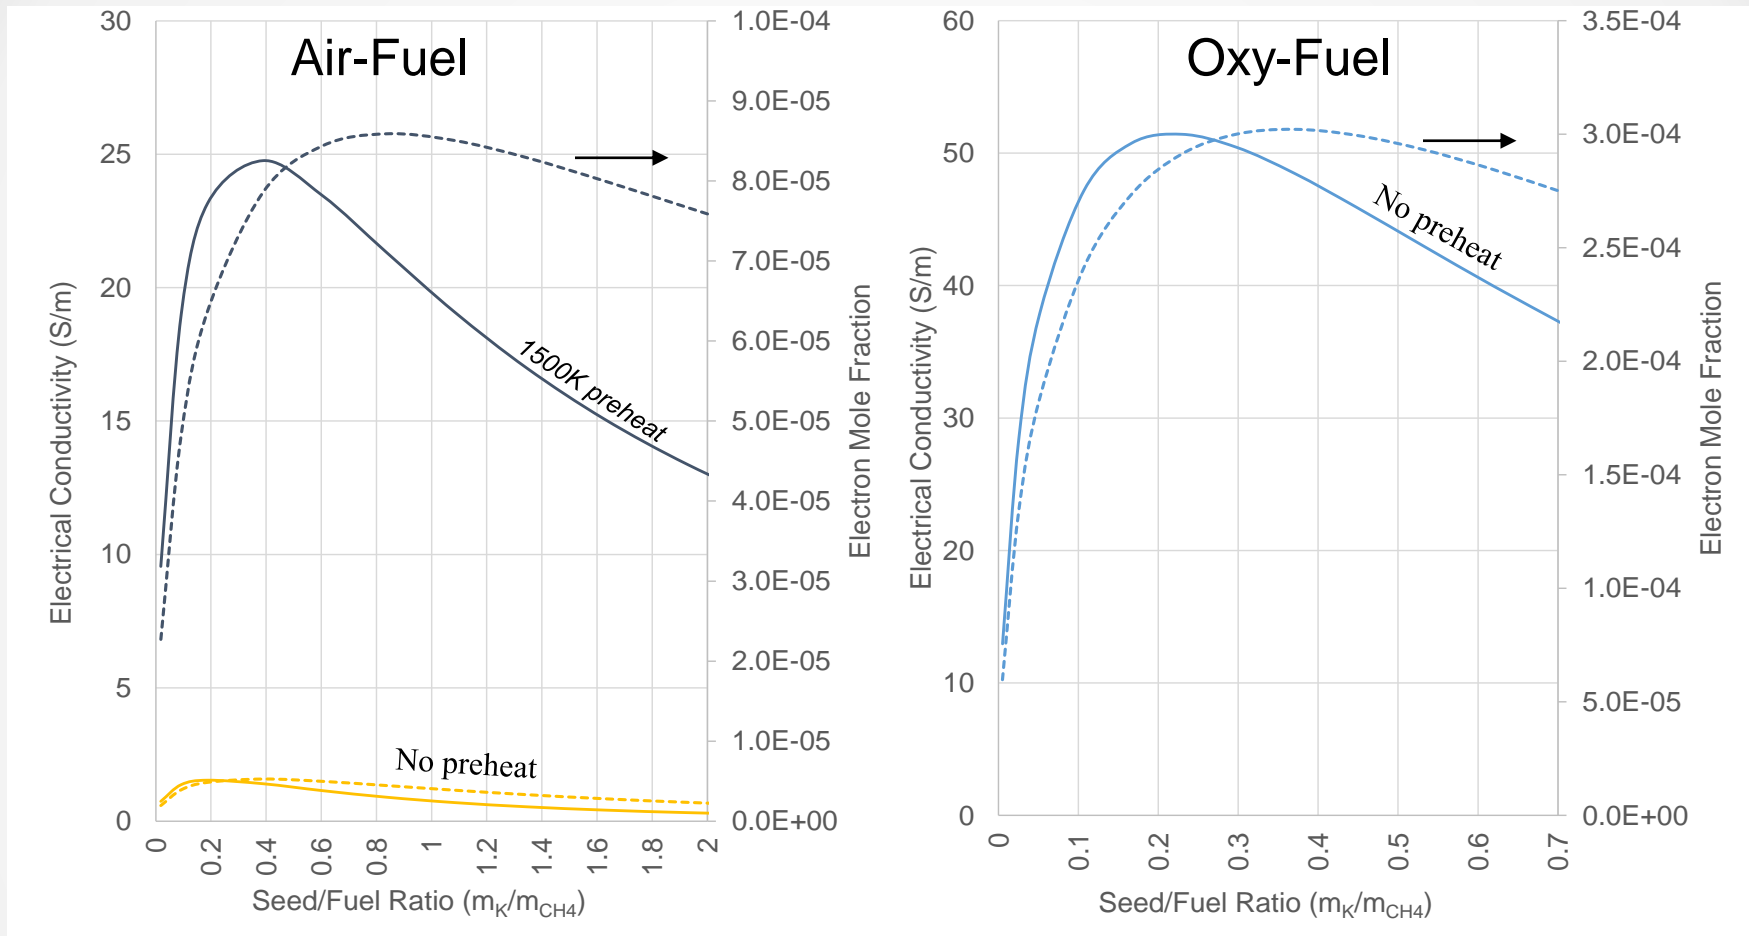 Air-Fuel
30
25
20
15
10
5
0
Electrical Conductivity (S/m)
1.0E-04
9.0E-05
8.0E-05
7.0E-05
6.0E-05
5.0E-05
4.0E-05
3.0E-05
2.0E-05
1.0E-05
0.0E+00
Electron Mole Fraction
1500K preheat
No preheat
0 0.2 0.4 0.6 0.8 1 1.2 1.4 1.6 1.8 2
Seed/Fuel Ratio (mK/mCH4)
Oxy-Fuel
60
50
40
30
20
10
0
Electrical Conductivity (S/m)
3.5E-04
3.0E-04
2.5E-04
2.0E-04
1.5E-04
1.0E-04
5.0E-05
0.0E+00
Electron Mole Fraction
No preheat
0 0.1 0.2 0.3 0.4 0.5 0.6 0.7
Seed/Fuel Ratio (mK/mCH4)